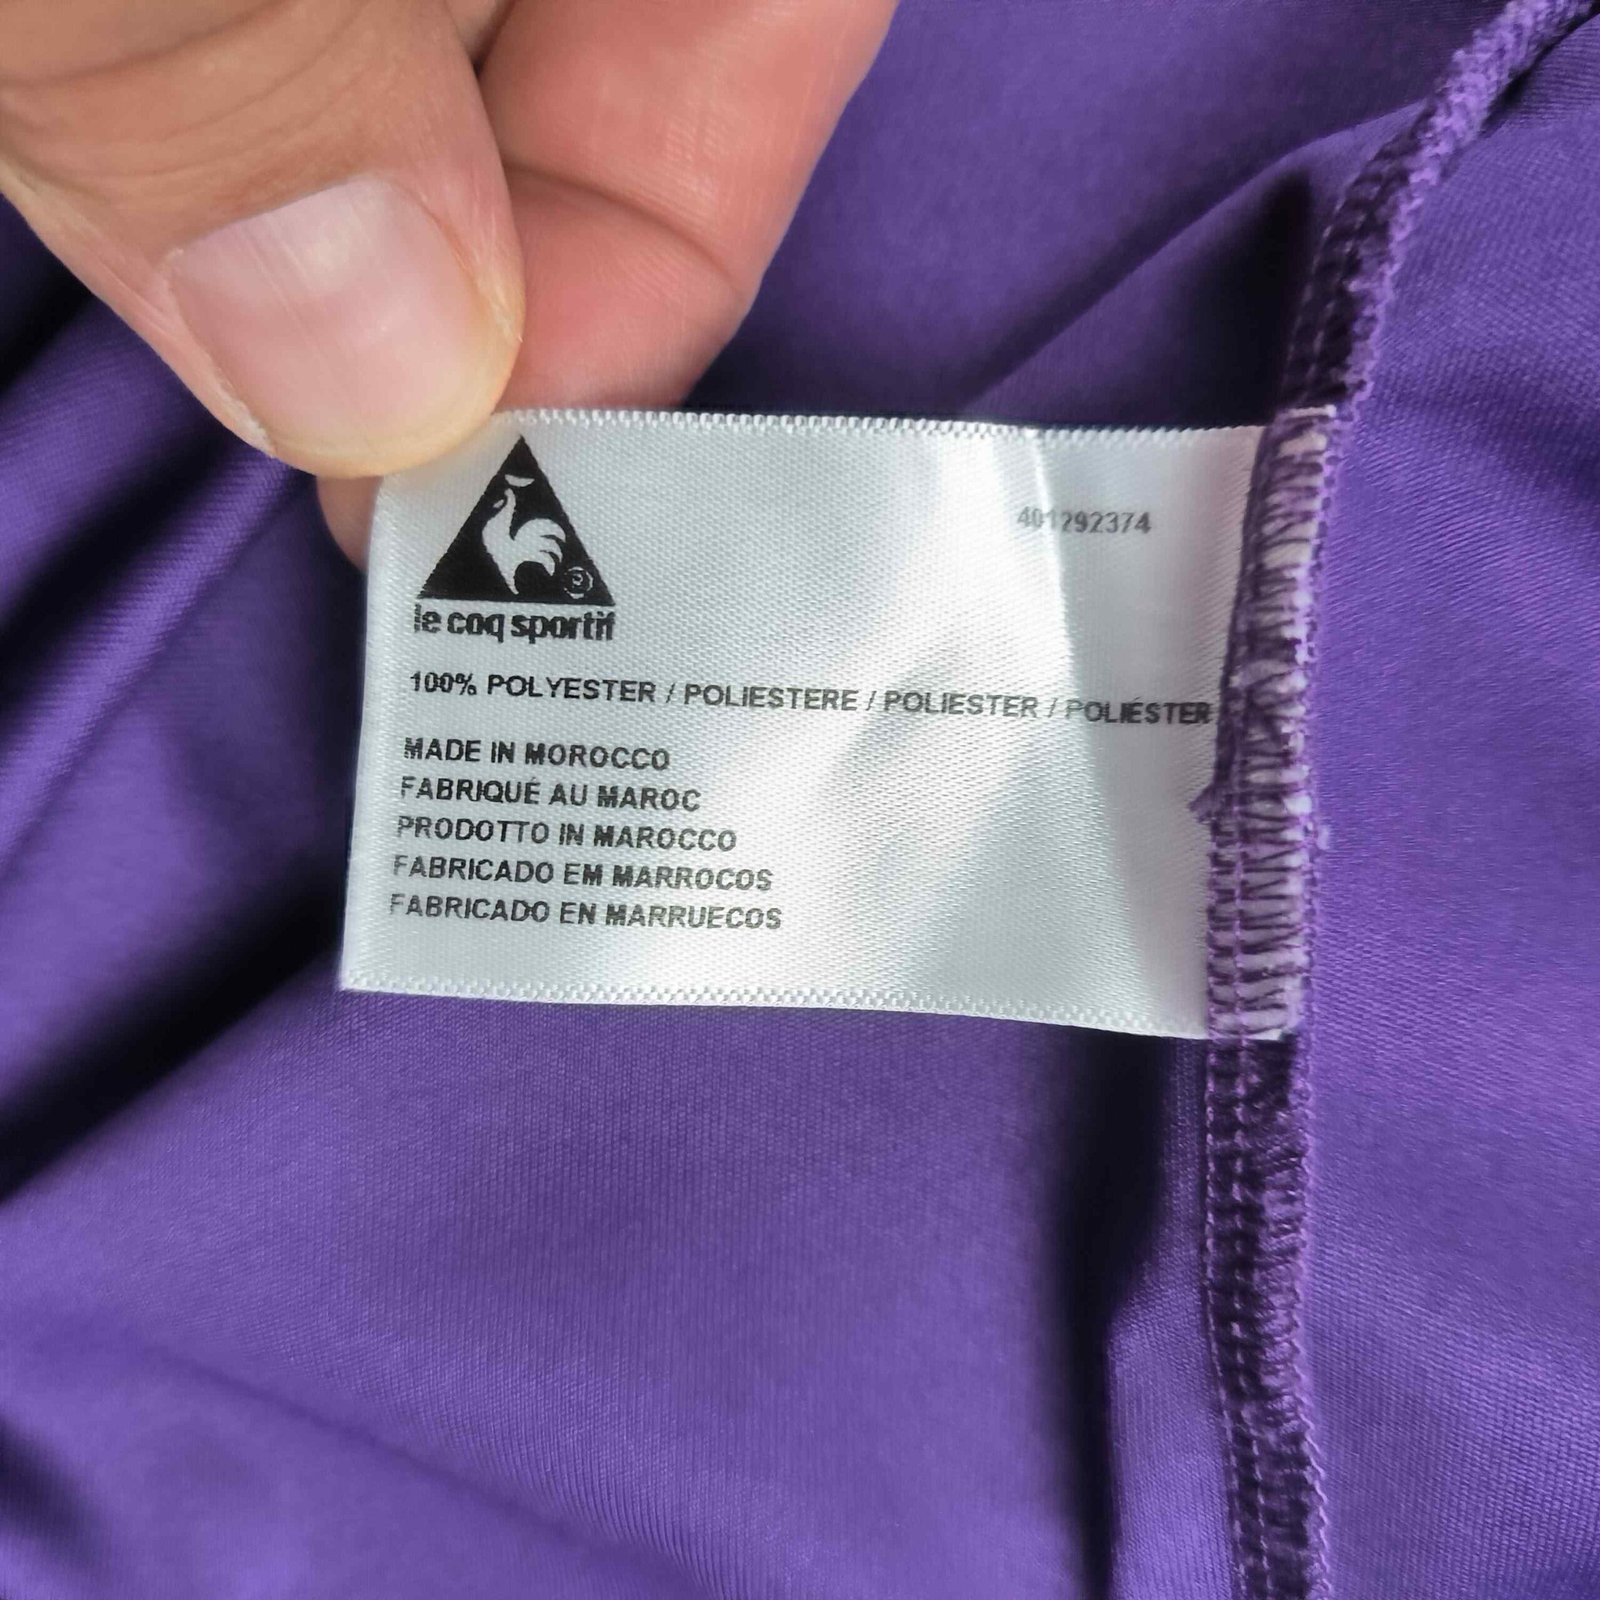 401292374
le coq sportif
100% POLYESTER / POLIESTERE / POLIESTER / POLIÉSTER
MADE IN MOROCCO
FABRIQUÉ AU MAROC
PRODOTTO IN MAROCCO
FABRICADO EM MARROCOS
FABRICADO EN MARRUECOS